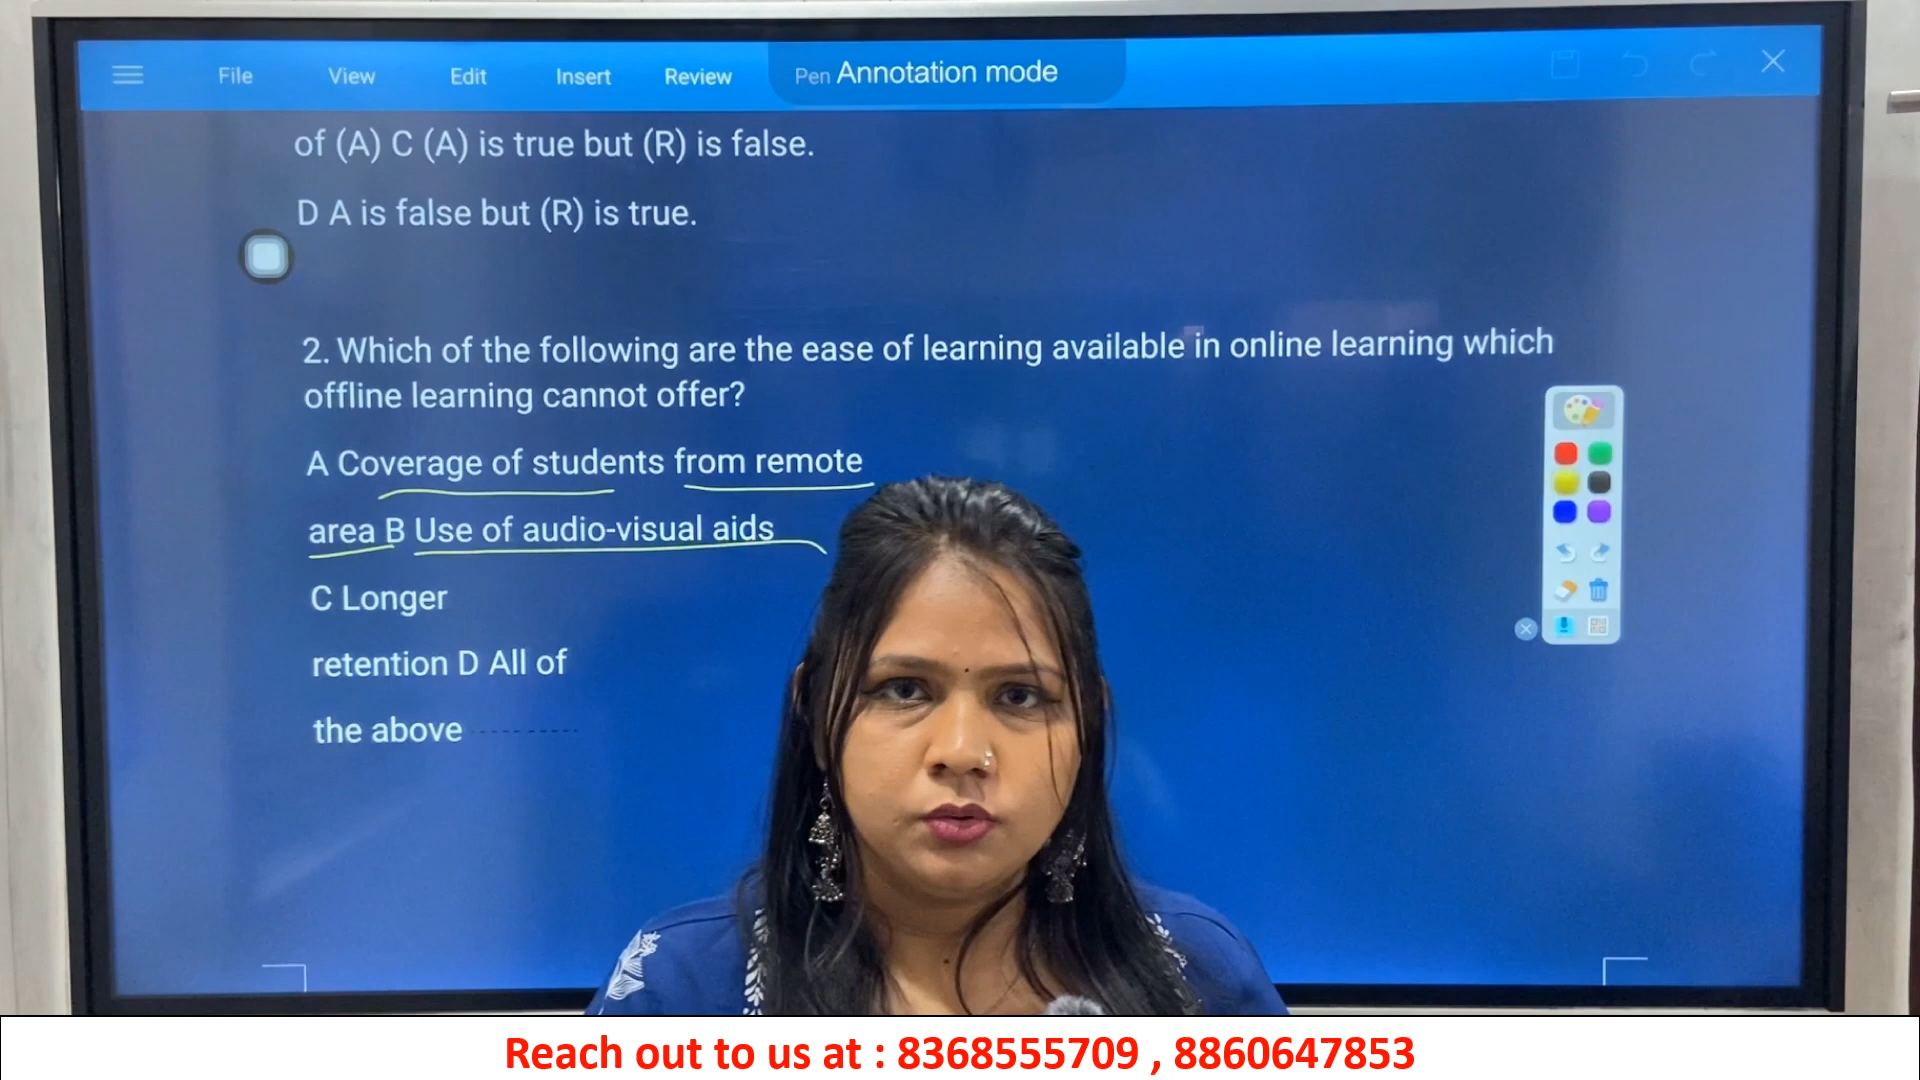 File View Edit Insert Review Pen Annotation mode
of (A) C (A) is true but (R) is false.
D A is false but (R) is true.
2. Which of the following are the ease of learning available in online learning which
offline learning cannot offer?
A Coverage of students from remote
area B Use of audio-visual aids
C Longer
retention D All of
the above
Reach out to us at : 8368555709 , 8860647853